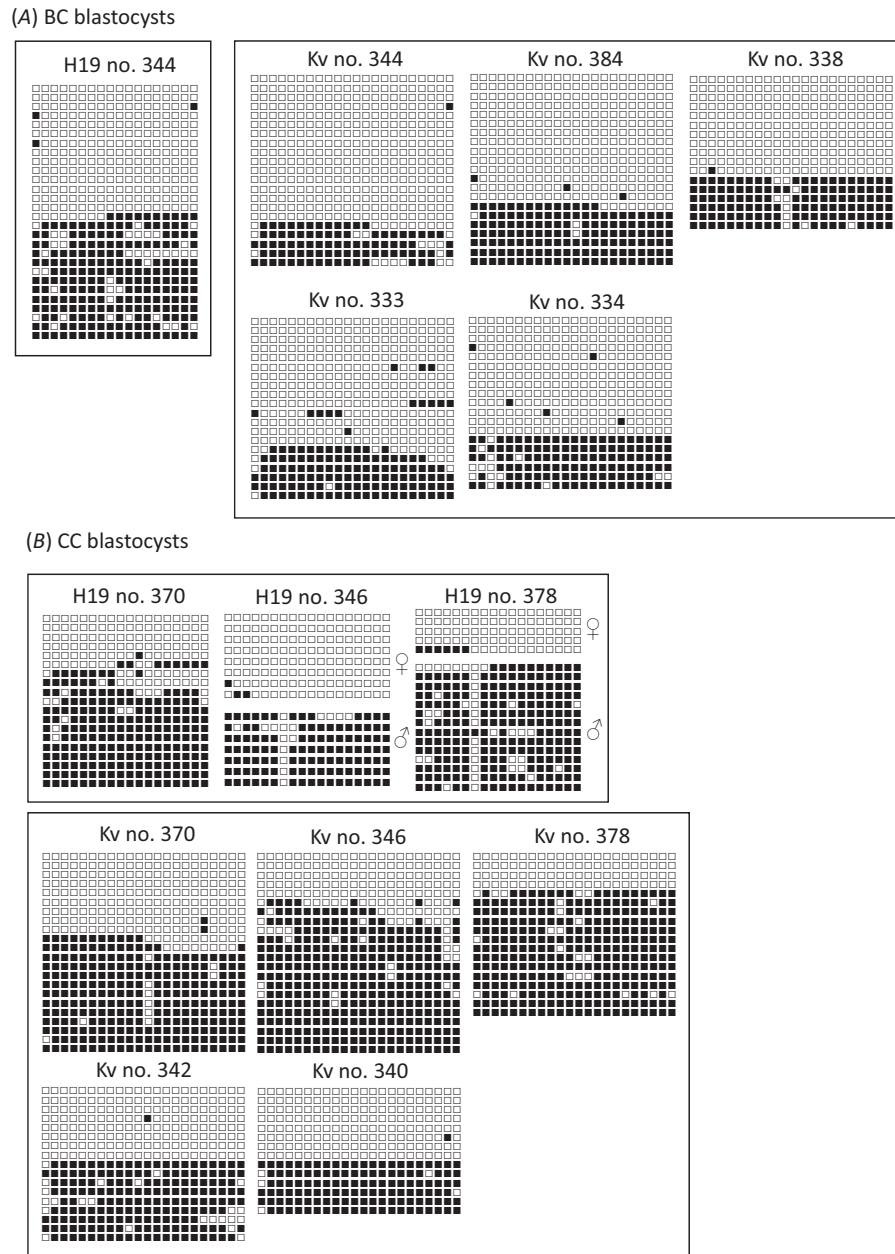 (A) BC blastocysts
H19 no. 344
Kv no. 344
Kv no. 384
Kv no. 338
Kv no. 333
Kv no. 334
(B) CC blastocysts
H19 no. 370
H19 no. 346
H19 no. 378
♀
♀
♂
♂
Kv no. 370
Kv no. 346
Kv no. 378
Kv no. 342
Kv no. 340